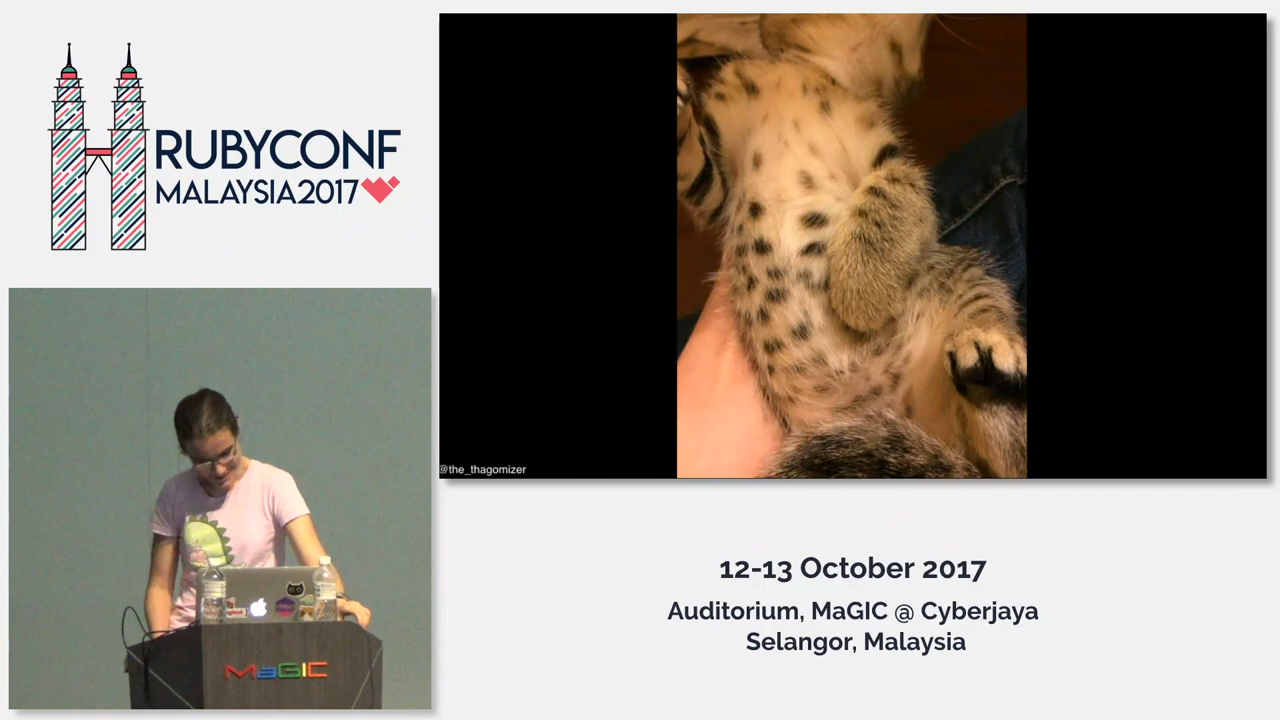 RUBYCONF
MALAYSIA2017
@the_thagomizer
MaGIC
12-13 October 2017
Auditorium, MaGIC @ Cyberjaya
Selangor, Malaysia